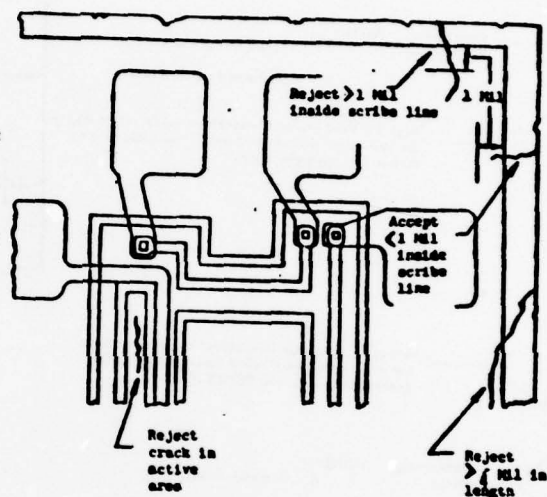 Reject >1 Mil
inside scribe line
1 Mil
Accept
<1 Mil
inside
scribe
line
Reject
crack in
active
area
Reject
> Mil in
length